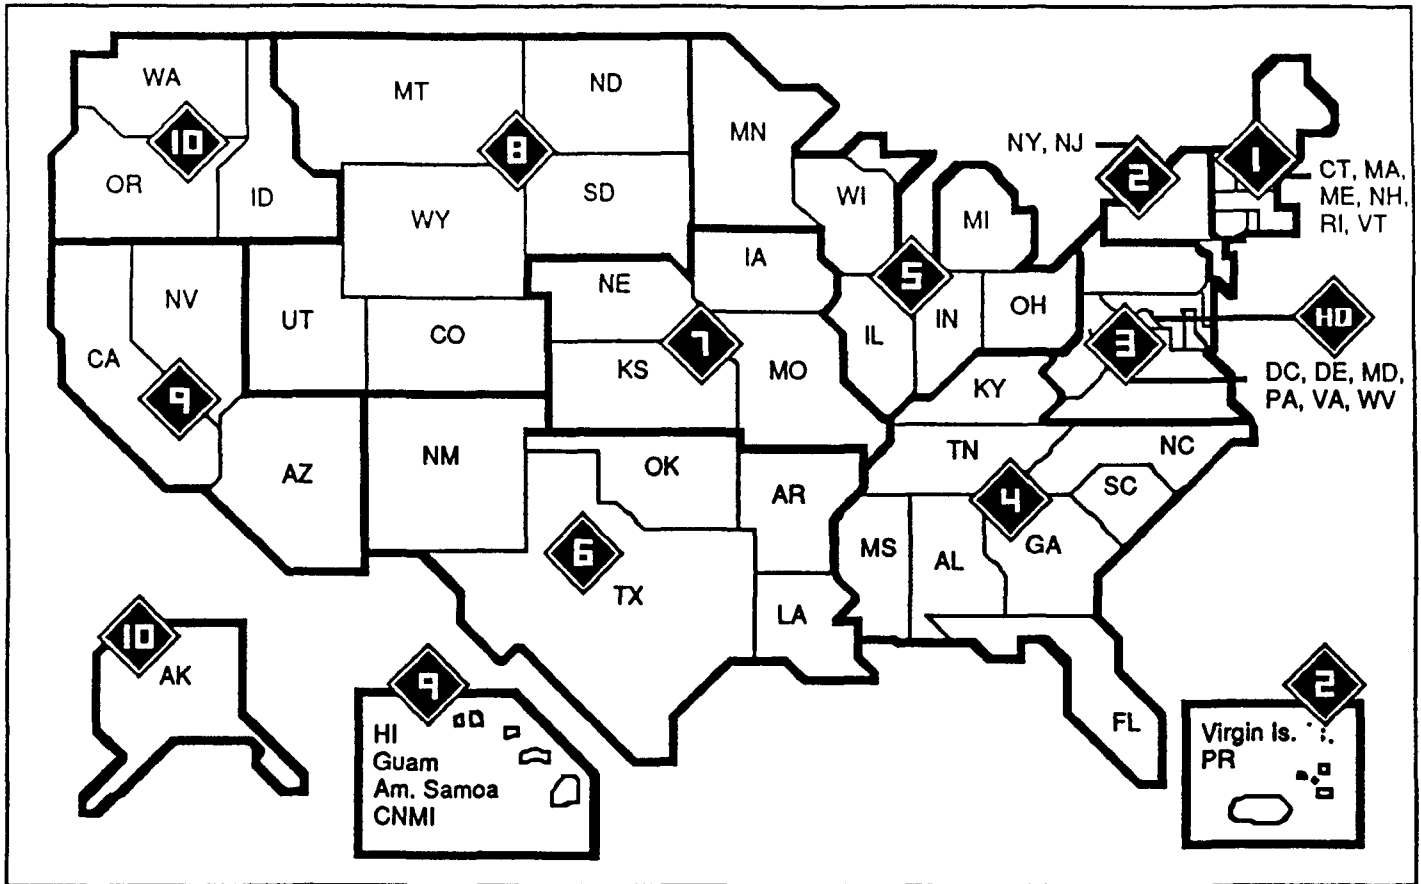 WA
MT
ND
MN
10
8
OR
ID
WY
SD
WI
MI
NY, NJ
2
1
CT, MA,
ME, NH,
RI, VT
NV
UT
CO
NE
IA
5
CA
9
KS
7
MO
IL
IN
OH
3
HQ
DC, DE, MD,
PA, VA, WV
KY
AZ
NM
OK
AR
TN
NC
SC
4
6
TX
LA
MS
AL
GA
FL
10
AK
9
HI
Guam
Am. Samoa
CNMI
2
Virgin Is.
PR